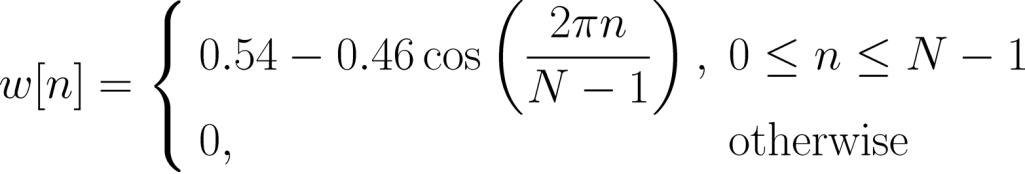 w[n] = { 0.54 − 0.46 cos (2πn / N − 1), 0 ≤ n ≤ N − 1
0, otherwise